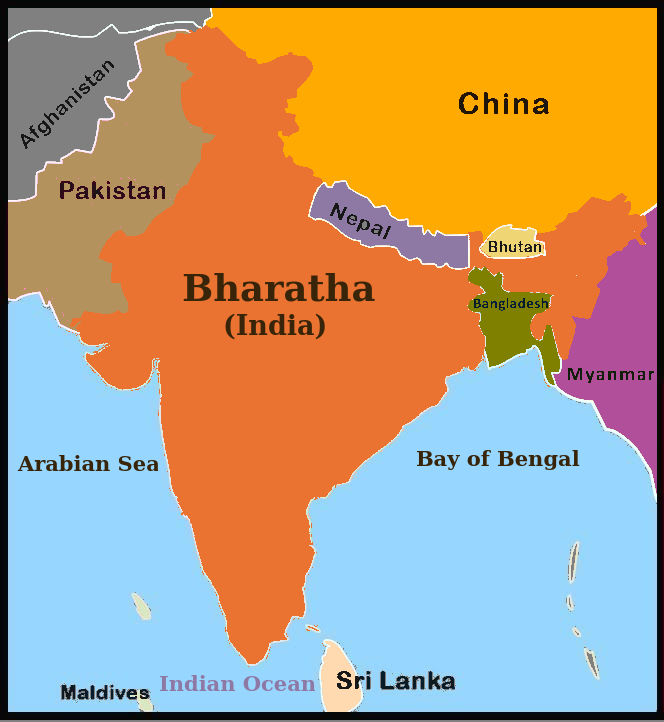 Afghanistan
China
Pakistan
Nepal
Bhutan
Bharatha
(India)
Bangladesh
Myanmar
Arabian Sea
Bay of Bengal
Maldives
Indian Ocean
Sri Lanka